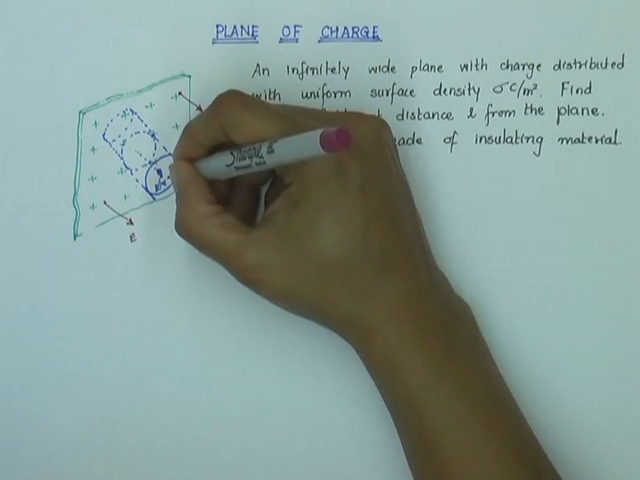 PLANE OF CHARGE
An infinitely wide plane with charge distributed
with uniform surface density σ C/m². Find
distance r from the plane.
of insulating material.
E
Sharpie